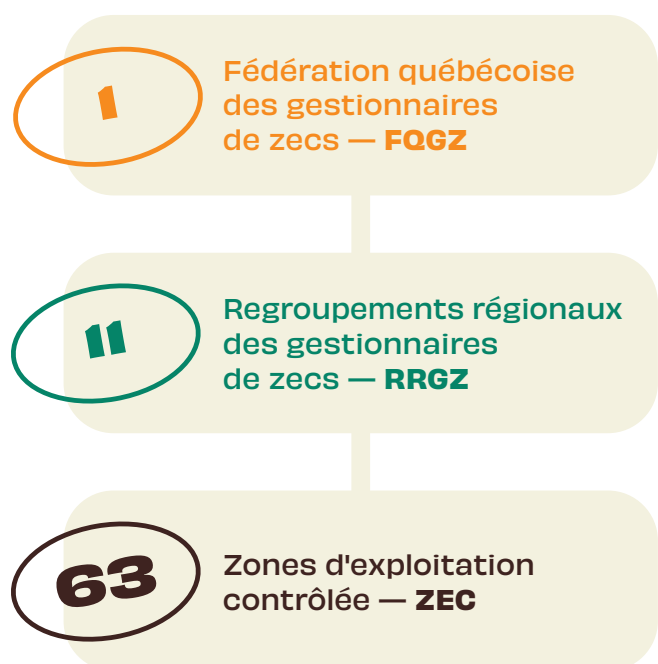 1
Fédération québécoise
des gestionnaires
de zecs — FQGZ
11
Regroupements régionaux
des gestionnaires
de zecs — RRGZ
63
Zones d'exploitation
contrôlée — ZEC